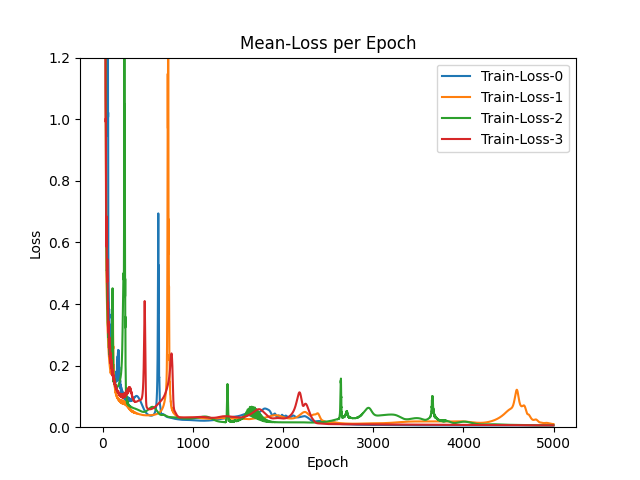 Mean-Loss per Epoch
1.2
1.0
0.8
0.6
0.4
0.2
0.0
Loss
Train-Loss-0
Train-Loss-1
Train-Loss-2
Train-Loss-3
0 1000 2000 3000 4000 5000
Epoch